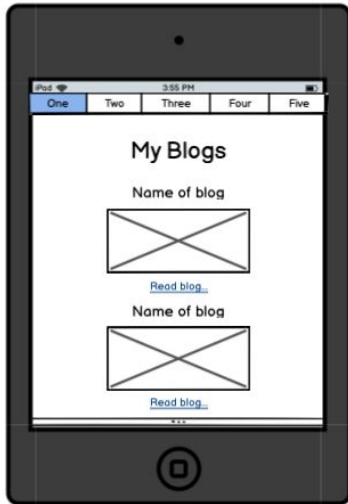 iPod 3:55 PM
One Two Three Four Five
My Blogs
Name of blog
Read blog...
Name of blog
Read blog...